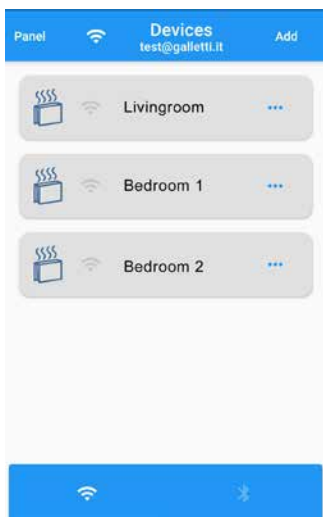 Panel
Devices
test@galletti.it
Add
Livingroom
Bedroom 1
Bedroom 2